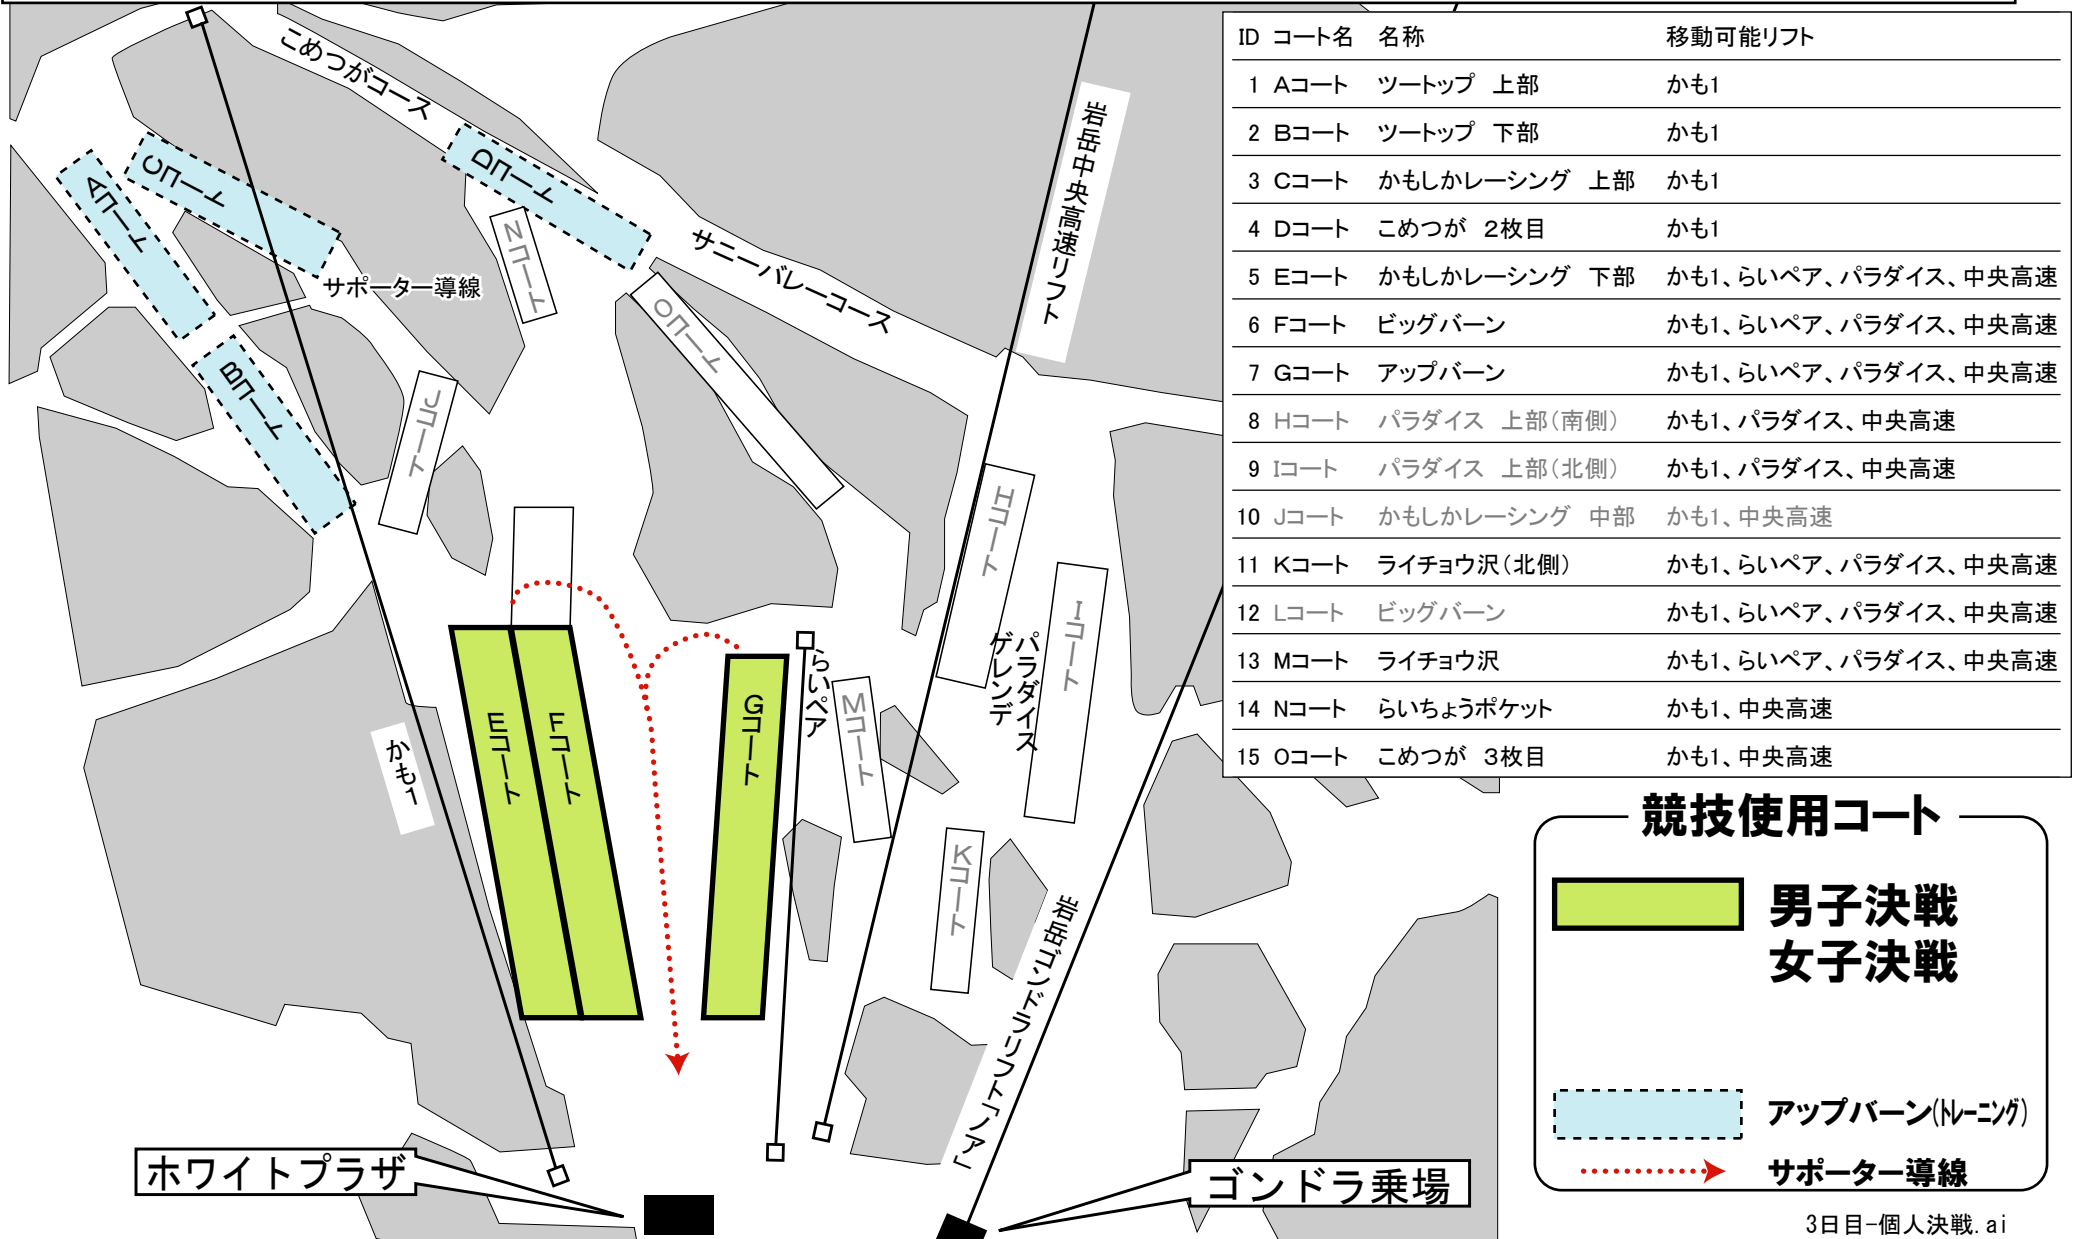 ID コート名 名称 移動可能リフト
1 Aコート ツートップ 上部 かも1
2 Bコート ツートップ 下部 かも1
3 Cコート かもしかレーシング 上部 かも1
4 Dコート こめつが 2枚目 かも1
5 Eコート かもしかレーシング 下部 かも1、らいペア、パラダイス、中央高速
6 Fコート ビッグバーン かも1、らいペア、パラダイス、中央高速
7 Gコート アップバーン かも1、らいペア、パラダイス、中央高速
8 Hコート パラダイス 上部(南側) かも1、パラダイス、中央高速
9 Iコート パラダイス 上部(北側) かも1、パラダイス、中央高速
10 Jコート かもしかレーシング 中部 かも1、中央高速
11 Kコート ライチョウ沢(北側) かも1、らいペア、パラダイス、中央高速
12 Lコート ビッグバーン かも1、らいペア、パラダイス、中央高速
13 Mコート ライチョウ沢 かも1、らいペア、パラダイス、中央高速
14 Nコート らいちょうポケット かも1、中央高速
15 Oコート こめつが 3枚目 かも1、中央高速
こめつがコース
岩岳中央高速リフト
Aコート
Cコート
Dコート
Nコート
サニーバレーコース
サポーター導線
Oコート
Bコート
Jコート
Hコート
Iコート
パラダイス
ゲレンデ
らいペア
Eコート
Fコート
Gコート
Mコート
かも1
Kコート
岩岳ゴンドラリフト「ノア」
ホワイトプラザ
ゴンドラ乗場
競技使用コート
男子決戦
女子決戦
アップバーン(トレーニング)
サポーター導線
3日目-個人決戦.ai